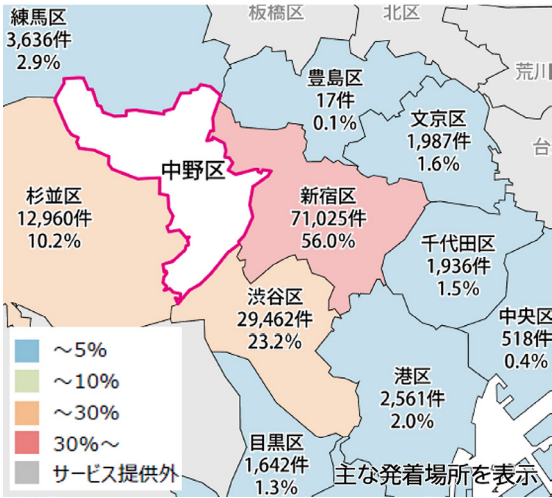 板橋区
北区
練馬区
3,636件
2.9%
豊島区
17件
0.1%
荒川
文京区
1,987件
1.6%
台
中野区
杉並区
12,960件
10.2%
新宿区
71,025件
56.0%
千代田区
1,936件
1.5%
渋谷区
29,462件
23.2%
中央区
518件
0.4%
港区
2,561件
2.0%
目黒区
1,642件
1.3%
～5%
～10%
～30%
30%～
サービス提供外
主な発着場所を表示